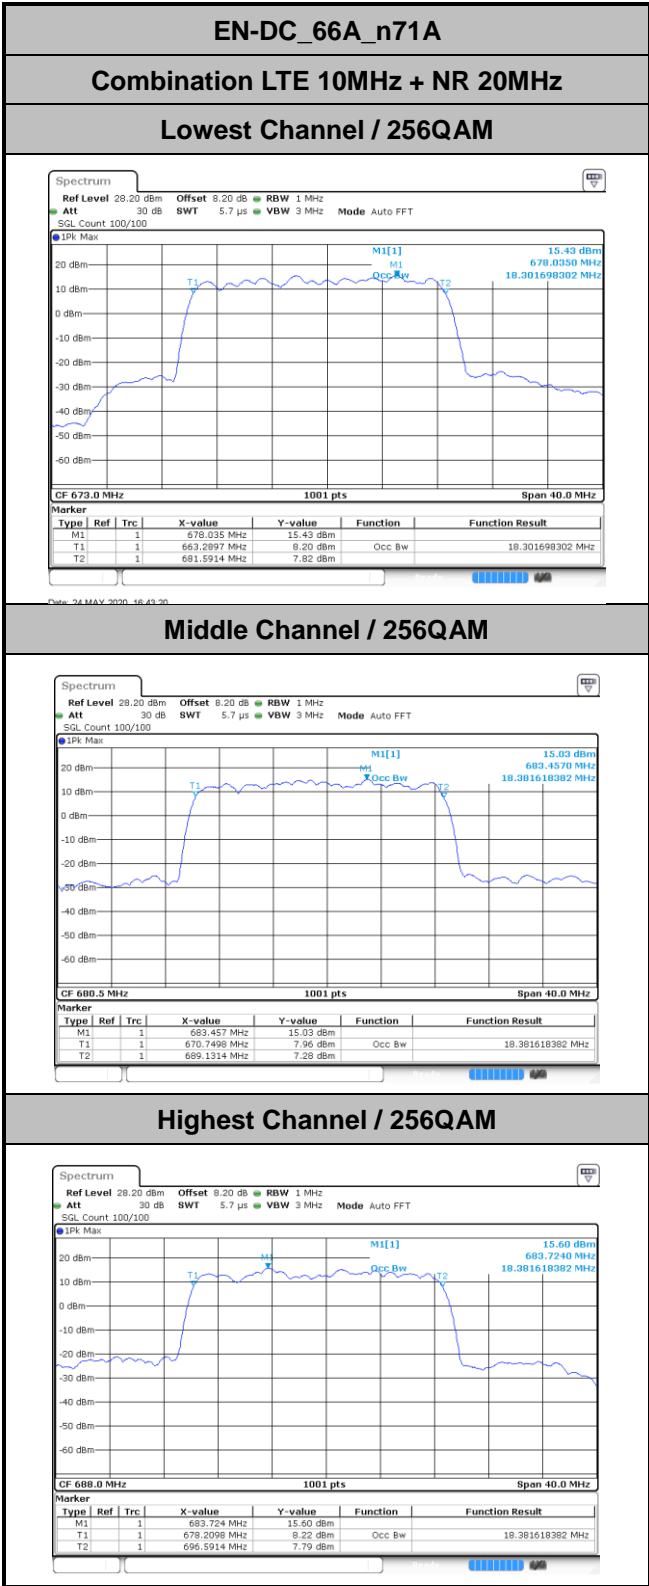 EN-DC_66A_n71A
Combination LTE 10MHz + NR 20MHz
Lowest Channel / 256QAM
Spectrum
Ref Level 28.20 dBm Offset 8.20 dB RBW 1 MHz
Att 30 dB SWT 5.7 µs VBW 3 MHz Mode Auto FFT
SGL Count 100/100
1Pk Max
M1[1] 15.43 dBm
678.0350 MHz
Occ Bw 18.301698302 MHz
M1
T1
T2
20 dBm
10 dBm
0 dBm
-10 dBm
-20 dBm
-30 dBm
-40 dBm
-50 dBm
-60 dBm
CF 673.0 MHz 1001 pts Span 40.0 MHz
Marker
Type Ref Trc X-value Y-value Function Function Result
M1 1 678.035 MHz 15.43 dBm
T1 1 663.2897 MHz 8.20 dBm Occ Bw 18.301698302 MHz
T2 1 681.5914 MHz 7.82 dBm
Date: 24.MAY.2020 16:43:20
Middle Channel / 256QAM
Spectrum
Ref Level 28.20 dBm Offset 8.20 dB RBW 1 MHz
Att 30 dB SWT 5.7 µs VBW 3 MHz Mode Auto FFT
SGL Count 100/100
1Pk Max
M1[1] 15.03 dBm
683.4570 MHz
Occ Bw 18.381618382 MHz
M1
T1
T2
20 dBm
10 dBm
0 dBm
-10 dBm
-20 dBm
-30 dBm
-40 dBm
-50 dBm
-60 dBm
CF 680.5 MHz 1001 pts Span 40.0 MHz
Marker
Type Ref Trc X-value Y-value Function Function Result
M1 1 683.457 MHz 15.03 dBm
T1 1 670.7498 MHz 7.96 dBm Occ Bw 18.381618382 MHz
T2 1 689.1314 MHz 7.28 dBm
Highest Channel / 256QAM
Spectrum
Ref Level 28.20 dBm Offset 8.20 dB RBW 1 MHz
Att 30 dB SWT 5.7 µs VBW 3 MHz Mode Auto FFT
SGL Count 100/100
1Pk Max
M1[1] 15.60 dBm
683.7240 MHz
Occ Bw 18.381618382 MHz
M1
T1
T2
20 dBm
10 dBm
0 dBm
-10 dBm
-20 dBm
-30 dBm
-40 dBm
-50 dBm
-60 dBm
CF 688.0 MHz 1001 pts Span 40.0 MHz
Marker
Type Ref Trc X-value Y-value Function Function Result
M1 1 683.724 MHz 15.60 dBm
T1 1 678.2098 MHz 8.22 dBm Occ Bw 18.381618382 MHz
T2 1 696.5914 MHz 7.79 dBm